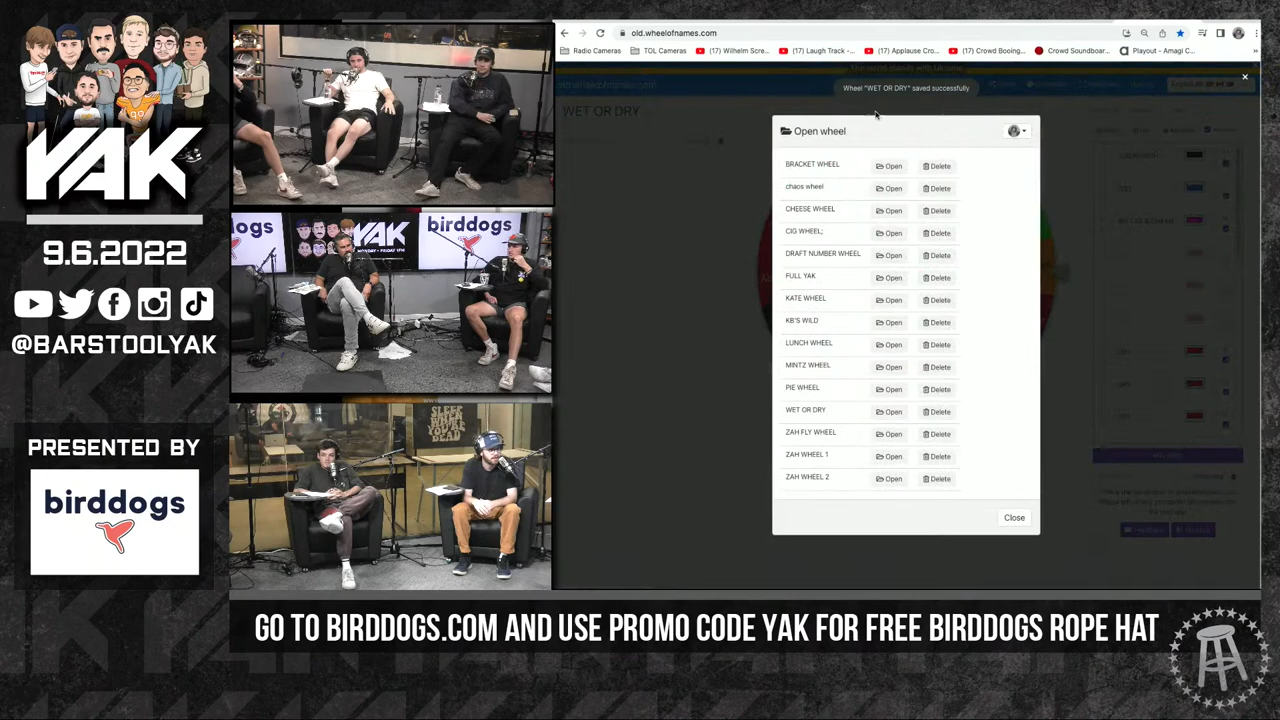 YAK
9.6.2022
@BARSTOOLYAK
PRESENTED BY
birddogs
YAK
MONDAY - FRIDAY 1PM
birddogs
SLEEP
WHEN
YOU'RE
DEAD
old.wheelofnames.com
Radio Cameras
TOL Cameras
(17) Wilhelm Scre...
(17) Laugh Track -...
(17) Applause Cro...
(17) Crowd Booing...
Crowd Soundboar...
Playout – Amagi C...
Wheel "WET OR DRY" saved successfully
WET OR DRY
Open wheel
BRACKET WHEEL Open Delete
chaos wheel Open Delete
CHEESE WHEEL Open Delete
CIG WHEEL; Open Delete
DRAFT NUMBER WHEEL Open Delete
FULL YAK Open Delete
KATE WHEEL Open Delete
KB'S WILD Open Delete
LUNCH WHEEL Open Delete
MINTZ WHEEL Open Delete
PIE WHEEL Open Delete
WET OR DRY Open Delete
ZAH FLY WHEEL Open Delete
ZAH WHEEL 1 Open Delete
ZAH WHEEL 2 Open Delete
Close
GO TO BIRDDOGS.COM AND USE PROMO CODE YAK FOR FREE BIRDDOGS ROPE HAT